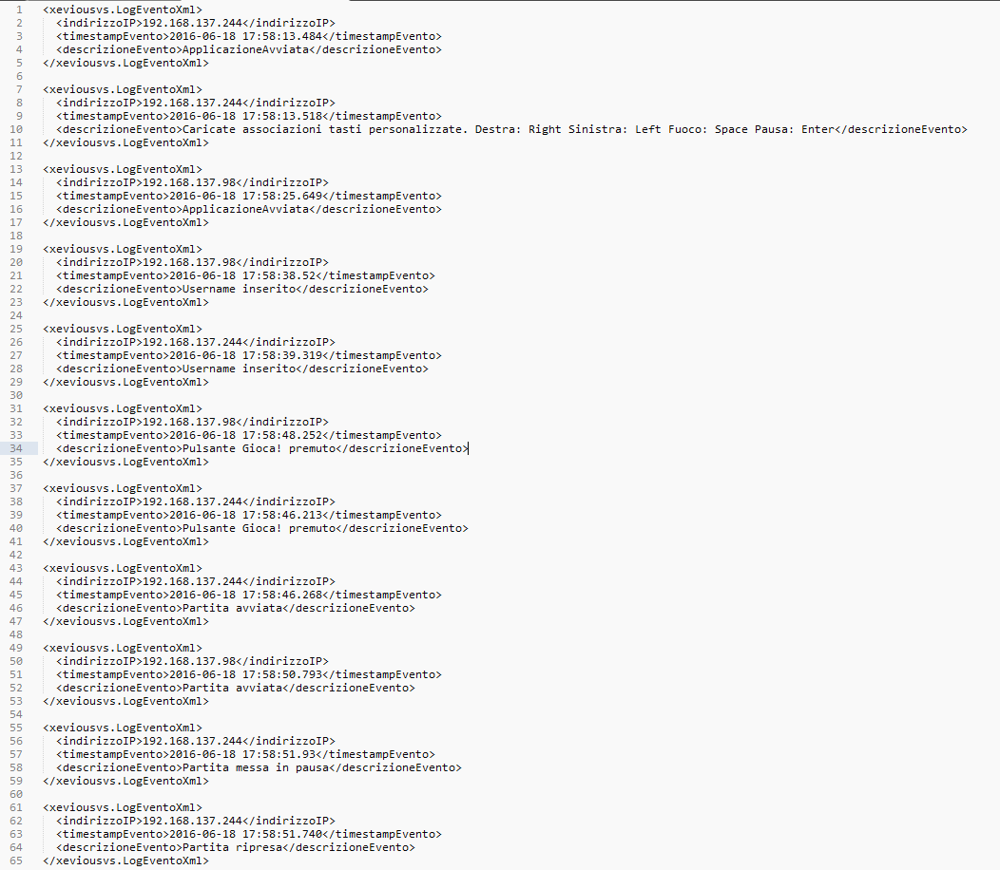 1 <xeviousvs.LogEventoXml>
2 <indirizzoIP>192.168.137.244</indirizzoIP>
3 <timestampEvento>2016-06-18 17:58:13.484</timestampEvento>
4 <descrizioneEvento>ApplicazioneAvviata</descrizioneEvento>
5 </xeviousvs.LogEventoXml>
6
7 <xeviousvs.LogEventoXml>
8 <indirizzoIP>192.168.137.244</indirizzoIP>
9 <timestampEvento>2016-06-18 17:58:13.518</timestampEvento>
10 <descrizioneEvento>Caricate associazioni tasti personalizzate. Destra: Right Sinistra: Left Fuoco: Space Pausa: Enter</descrizioneEvento>
11 </xeviousvs.LogEventoXml>
12
13 <xeviousvs.LogEventoXml>
14 <indirizzoIP>192.168.137.98</indirizzoIP>
15 <timestampEvento>2016-06-18 17:58:25.649</timestampEvento>
16 <descrizioneEvento>ApplicazioneAvviata</descrizioneEvento>
17 </xeviousvs.LogEventoXml>
18
19 <xeviousvs.LogEventoXml>
20 <indirizzoIP>192.168.137.98</indirizzoIP>
21 <timestampEvento>2016-06-18 17:58:38.52</timestampEvento>
22 <descrizioneEvento>Username inserito</descrizioneEvento>
23 </xeviousvs.LogEventoXml>
24
25 <xeviousvs.LogEventoXml>
26 <indirizzoIP>192.168.137.244</indirizzoIP>
27 <timestampEvento>2016-06-18 17:58:39.319</timestampEvento>
28 <descrizioneEvento>Username inserito</descrizioneEvento>
29 </xeviousvs.LogEventoXml>
30
31 <xeviousvs.LogEventoXml>
32 <indirizzoIP>192.168.137.98</indirizzoIP>
33 <timestampEvento>2016-06-18 17:58:48.252</timestampEvento>
34 <descrizioneEvento>Pulsante Gioca! premuto</descrizioneEvento>
35 </xeviousvs.LogEventoXml>
36
37 <xeviousvs.LogEventoXml>
38 <indirizzoIP>192.168.137.244</indirizzoIP>
39 <timestampEvento>2016-06-18 17:58:46.213</timestampEvento>
40 <descrizioneEvento>Pulsante Gioca! premuto</descrizioneEvento>
41 </xeviousvs.LogEventoXml>
42
43 <xeviousvs.LogEventoXml>
44 <indirizzoIP>192.168.137.244</indirizzoIP>
45 <timestampEvento>2016-06-18 17:58:46.268</timestampEvento>
46 <descrizioneEvento>Partita avviata</descrizioneEvento>
47 </xeviousvs.LogEventoXml>
48
49 <xeviousvs.LogEventoXml>
50 <indirizzoIP>192.168.137.98</indirizzoIP>
51 <timestampEvento>2016-06-18 17:58:50.793</timestampEvento>
52 <descrizioneEvento>Partita avviata</descrizioneEvento>
53 </xeviousvs.LogEventoXml>
54
55 <xeviousvs.LogEventoXml>
56 <indirizzoIP>192.168.137.244</indirizzoIP>
57 <timestampEvento>2016-06-18 17:58:51.93</timestampEvento>
58 <descrizioneEvento>Partita messa in pausa</descrizioneEvento>
59 </xeviousvs.LogEventoXml>
60
61 <xeviousvs.LogEventoXml>
62 <indirizzoIP>192.168.137.244</indirizzoIP>
63 <timestampEvento>2016-06-18 17:58:51.740</timestampEvento>
64 <descrizioneEvento>Partita ripresa</descrizioneEvento>
65 </xeviousvs.LogEventoXml>